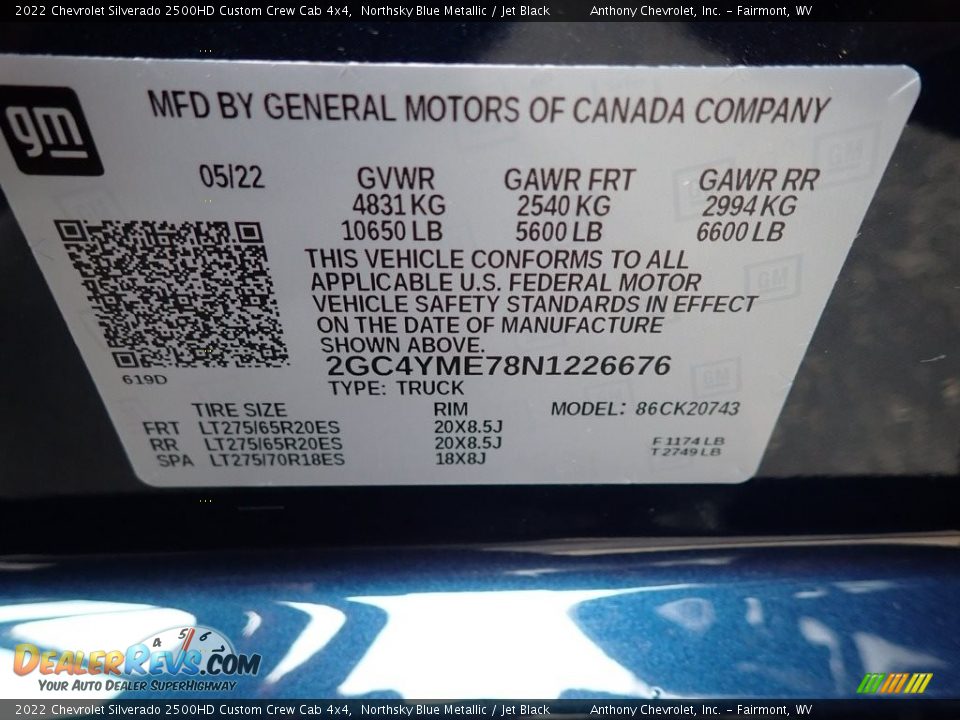 2022 Chevrolet Silverado 2500HD Custom Crew Cab 4x4, Northsky Blue Metallic / Jet Black Anthony Chevrolet, Inc. - Fairmont, WV
gm
MFD BY GENERAL MOTORS OF CANADA COMPANY
05/22 GVWR GAWR FRT GAWR RR
4831 KG 2540 KG 2994 KG
10650 LB 5600 LB 6600 LB
THIS VEHICLE CONFORMS TO ALL
APPLICABLE U.S. FEDERAL MOTOR
VEHICLE SAFETY STANDARDS IN EFFECT
ON THE DATE OF MANUFACTURE
SHOWN ABOVE.
2GC4YME78N1226676
619D
TYPE: TRUCK
TIRE SIZE RIM MODEL: 86CK20743
FRT LT275/65R20ES 20X8.5J
RR LT275/65R20ES 20X8.5J F 1174 LB
SPA LT275/70R18ES 18X8J T 2749 LB
4 5 6
DealerRevs.com
Your Auto Dealer SuperHighway
2022 Chevrolet Silverado 2500HD Custom Crew Cab 4x4, Northsky Blue Metallic / Jet Black Anthony Chevrolet, Inc. - Fairmont, WV